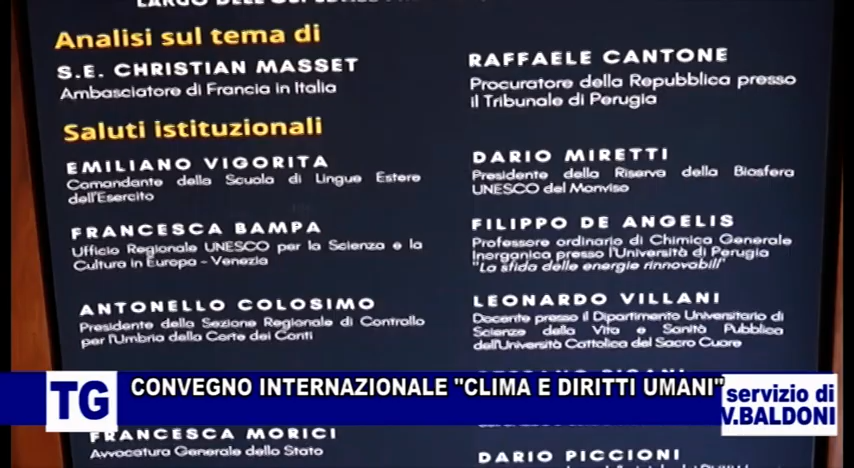 LARGO DELL'
Analisi sul tema di
S.E. CHRISTIAN MASSET
Ambasciatore di Francia in Italia
RAFFAELE CANTONE
Procuratore della Repubblica presso
il Tribunale di Perugia
Saluti istituzionali
EMILIANO VIGORITA
Comandante della Scuola di Lingue Estere
dell'Esercito
FRANCESCA BAMPA
Ufficio Regionale UNESCO per la Scienza e la
Cultura in Europa - Venezia
ANTONELLO COLOSIMO
Presidente della Sezione Regionale di Controllo
per l'Umbria della Corte dei Conti
DARIO MIRETTI
Presidente della Riserva della Biosfera
UNESCO del Monviso
FILIPPO DE ANGELIS
Professore ordinario di Chimica Generale
Inorganica presso l'Università di Perugia
"La sfida delle energie rinnovabili"
LEONARDO VILLANI
Docente presso il Dipartimento Universitario di
Scienze della Vita e Sanità Pubblica
dell'Università Cattolica del Sacro Cuore
TG
CONVEGNO INTERNAZIONALE "CLIMA E DIRITTI UMANI"
servizio di
V.BALDONI
FRANCESCA MORICI
Avvocatura Generale dello Stato
DARIO PICCIONI